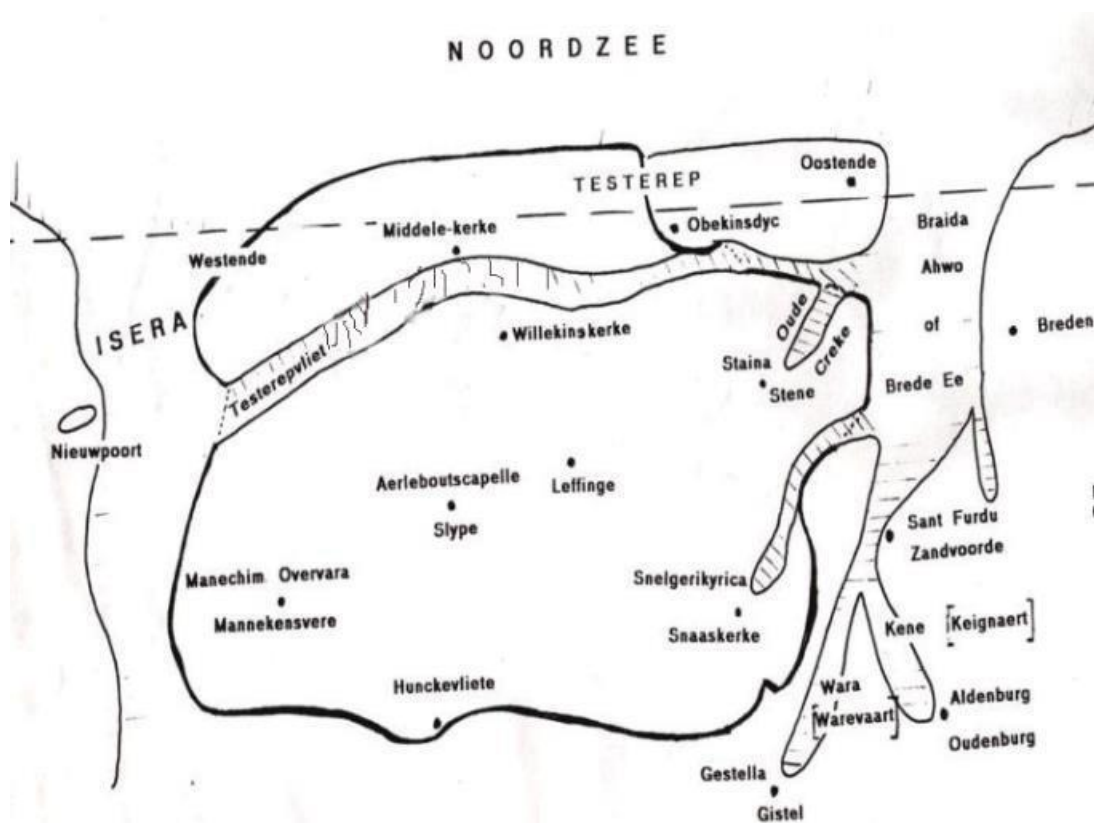 NOORDZEE
Oostende
TESTEREP
Obekinsdyc
Braida
Middele-kerke
Westende
Ahwo
ISERA
Oude
Creke
of
Breden
Willekinskerke
Testerepvliet
Staina
Stene
Brede Ee
Nieuwpoort
Aerleboutscapelle
Slype
Leffinge
Sant Furdu
Zandvoorde
Manechim Overvara
Mannekensvere
Snelgerikyrica
Snaaskerke
Kene [Keignaert]
Hunckevliete
Wara
[Warevaart]
Aldenburg
Oudenburg
Gestella
Gistel